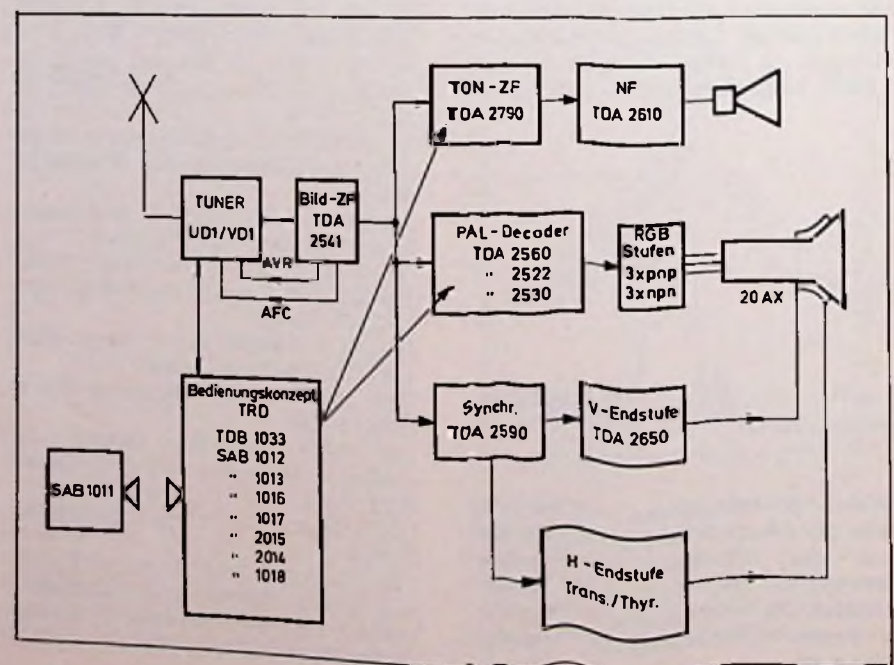 TON-ZF
TDA 2790
NF
TDA 2610
TUNER
UD1/VD1
Bild-ZF
TDA
2541
AVR
AFC
PAL-Decoder
TDA 2560
" 2522
" 2530
RGB
Stufen
3xpnp
3xnpn
20 AX
Bedienungskonzept
TRD
TDB 1033
SAB 1012
" 1013
" 1016
" 1017
" 2015
" 2014
" 1018
SAB 1011
Synchr.
TDA 2590
V-Endstufe
TDA 2650
H-Endstufe
Trans./Thyr.